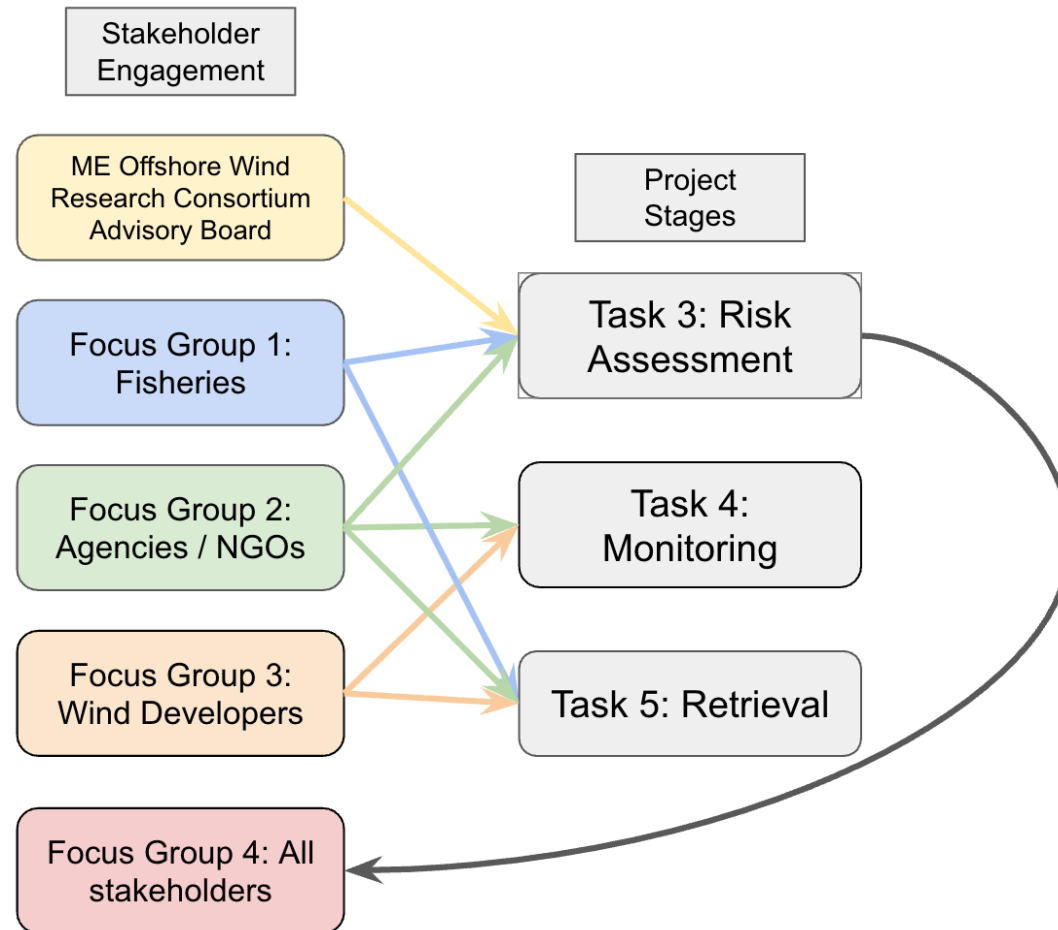 Stakeholder
Engagement
ME Offshore Wind
Research Consortium
Advisory Board
Focus Group 1:
Fisheries
Focus Group 2:
Agencies / NGOs
Focus Group 3:
Wind Developers
Focus Group 4: All
stakeholders
Project
Stages
Task 3: Risk
Assessment
Task 4:
Monitoring
Task 5: Retrieval